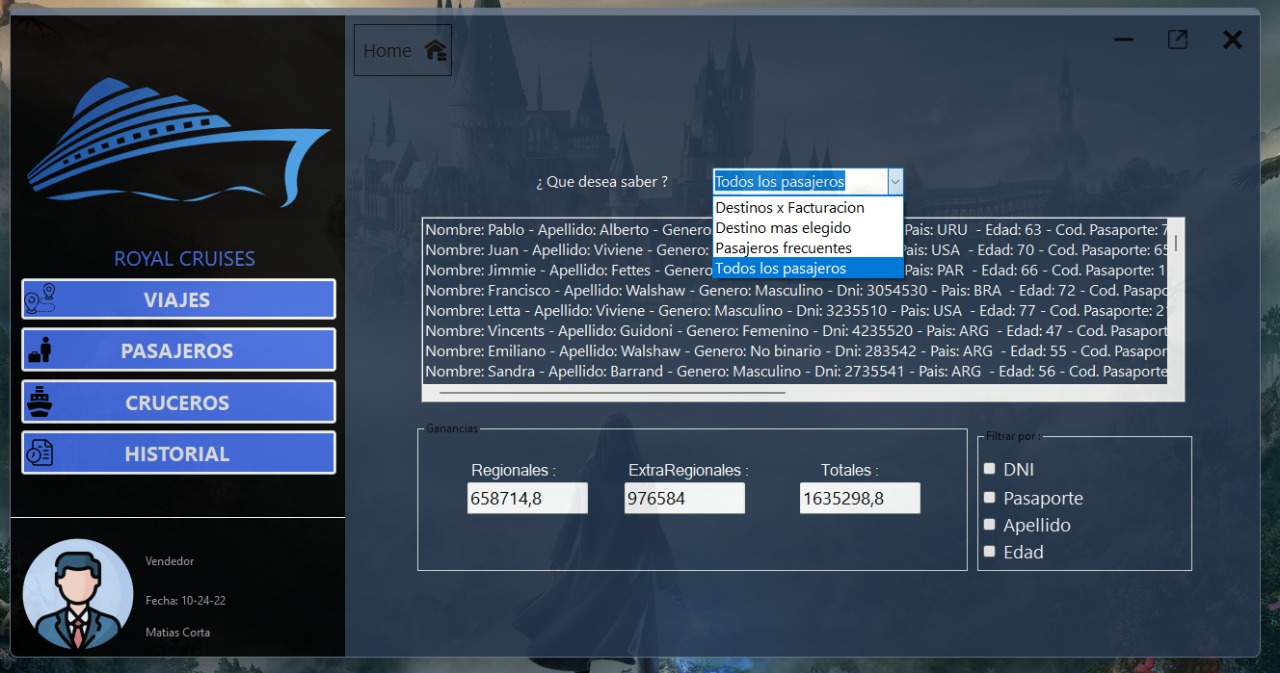 Home
¿ Que desea saber ?
Todos los pasajeros
Destinos x Facturacion
Destino mas elegido
Pasajeros frecuentes
Todos los pasajeros
Nombre: Pablo - Apellido: Alberto - Genero Pais: URU - Edad: 63 - Cod. Pasaporte: 7
Nombre: Juan - Apellido: Viviene - Genero: Pais: USA - Edad: 70 - Cod. Pasaporte: 65
Nombre: Jimmie - Apellido: Fettes - Genero Pais: PAR - Edad: 66 - Cod. Pasaporte: 1
Nombre: Francisco - Apellido: Walshaw - Genero: Masculino - Dni: 3054530 - Pais: BRA - Edad: 72 - Cod. Pasapo
Nombre: Letta - Apellido: Viviene - Genero: Masculino - Dni: 3235510 - Pais: USA - Edad: 77 - Cod. Pasaporte: 2
Nombre: Vincents - Apellido: Guidoni - Genero: Femenino - Dni: 4235520 - Pais: ARG - Edad: 47 - Cod. Pasaport
Nombre: Emiliano - Apellido: Walshaw - Genero: No binario - Dni: 283542 - Pais: ARG - Edad: 55 - Cod. Pasapor
Nombre: Sandra - Apellido: Barrand - Genero: Masculino - Dni: 2735541 - Pais: ARG - Edad: 56 - Cod. Pasaporte
ROYAL CRUISES
VIAJES
PASAJEROS
CRUCEROS
HISTORIAL
Ganancias
Regionales :
ExtraRegionales :
Totales :
658714,8
976584
1635298,8
Filtrar por :
DNI
Pasaporte
Apellido
Edad
Vendedor
Fecha: 10-24-22
Matias Corta